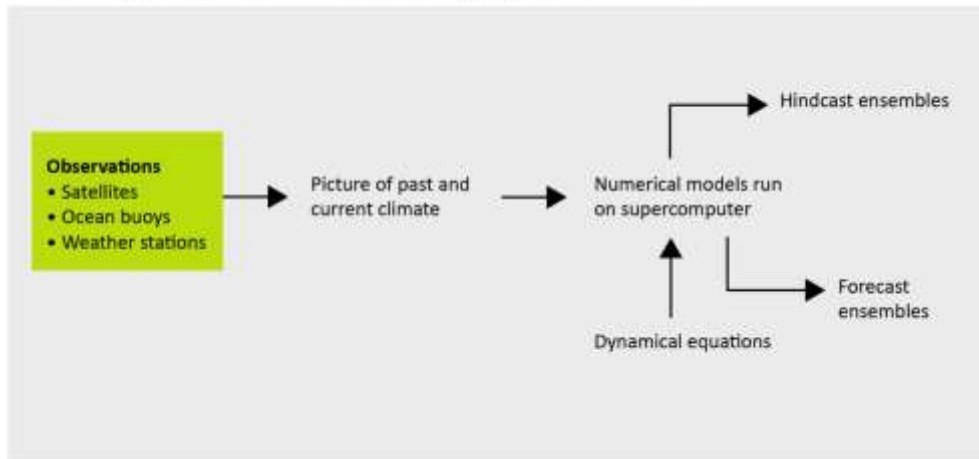 Observations
• Satellites
• Ocean buoys
• Weather stations
Picture of past and
current climate
Numerical models run
on supercomputer
Hindcast ensembles
Forecast
ensembles
Dynamical equations